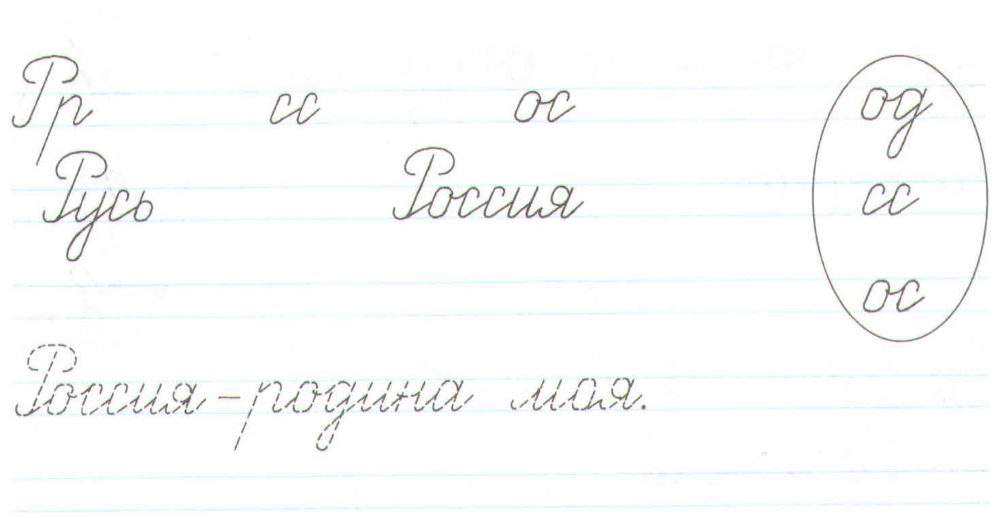 Рр сс ос од
Русь Россия сс
ос
Россия – родина моя.